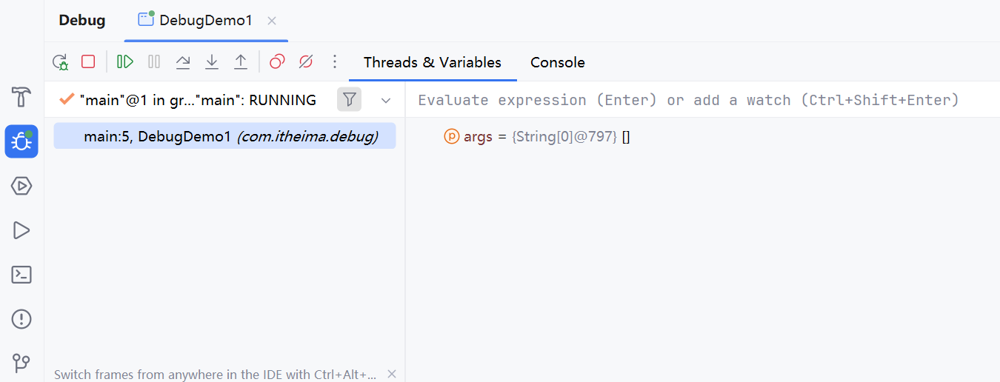 Debug DebugDemo1
Threads & Variables Console
"main"@1 in gr..."main": RUNNING
Evaluate expression (Enter) or add a watch (Ctrl+Shift+Enter)
main:5, DebugDemo1 (com.itheima.debug)
p args = {String[0]@797} []
Switch frames from anywhere in the IDE with Ctrl+Alt+...